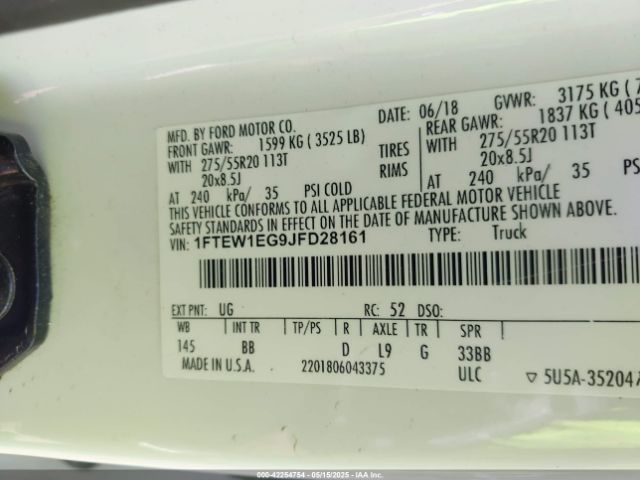 MFD. BY FORD MOTOR CO.
DATE: 06/18 GVWR: 3175 KG (
FRONT GAWR: 1599 KG ( 3525 LB)
REAR GAWR: 1837 KG (
WITH 275/55R20 113T TIRES WITH 275/55R20 113T
20x8.5J RIMS 20x8.5J
AT 240 kPa/ 35 PSI COLD AT 240 kPa/ 35
THIS VEHICLE CONFORMS TO ALL APPLICABLE FEDERAL MOTOR VEHICLE
SAFETY STANDARDS IN EFFECT ON THE DATE OF MANUFACTURE SHOWN ABOVE.
VIN: 1FTEW1EG9JFD28161 TYPE: Truck
EXT PNT: UG RC: 52 DSO:
WB INT TR TP/PS R AXLE TR SPR
145 BB D L9 G 33BB
MADE IN U.S.A. 2201806043375 ULC ▽ 5U5A-35204
000-42254754 - 05/15/2025 - IAAI